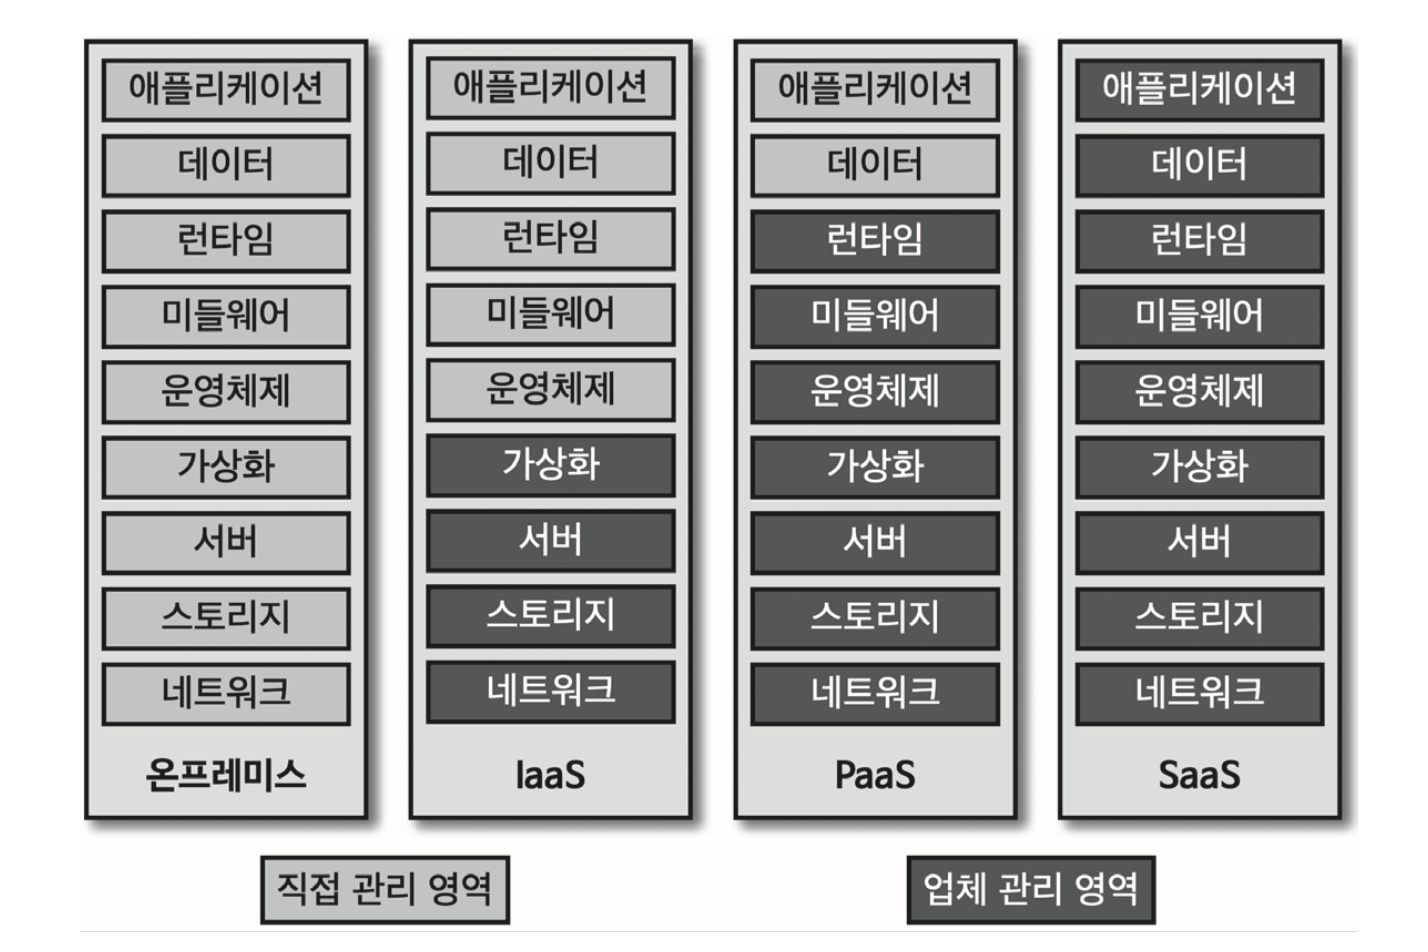 애플리케이션
데이터
런타임
미들웨어
운영체제
가상화
서버
스토리지
네트워크
온프레미스
애플리케이션
데이터
런타임
미들웨어
운영체제
가상화
서버
스토리지
네트워크
IaaS
애플리케이션
데이터
런타임
미들웨어
운영체제
가상화
서버
스토리지
네트워크
PaaS
애플리케이션
데이터
런타임
미들웨어
운영체제
가상화
서버
스토리지
네트워크
SaaS
직접 관리 영역
업체 관리 영역